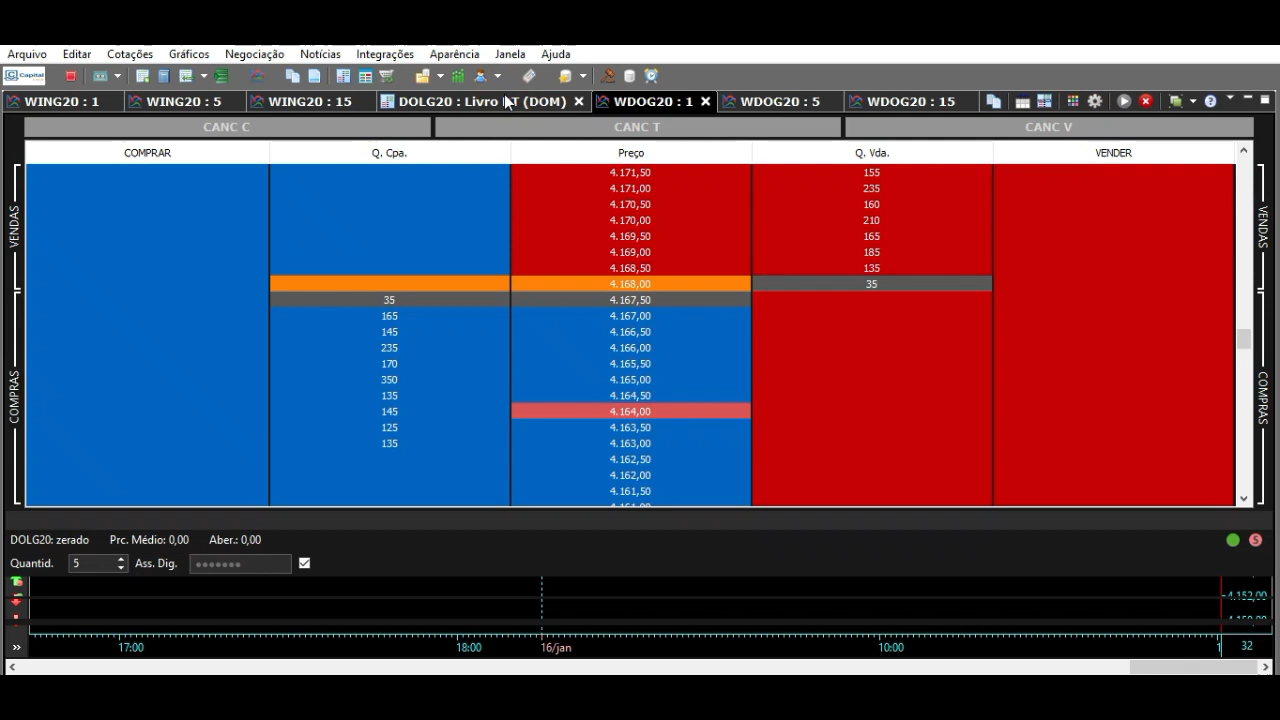 Arquivo Editar Cotações Gráficos Negociação Notícias Integrações Aparência Janela Ajuda
Capital
WING20 : 1 WING20 : 5 WING20 : 15 DOLG20 : Livro T (DOM) WDOG20 : 1 WDOG20 : 5 WDOG20 : 15
CANC C CANC T CANC V
COMPRAR Q. Cpa. Preço Q. Vda. VENDER
4.171,50 155
4.171,00 235
4.170,50 160
4.170,00 210
4.169,50 165
4.169,00 185
4.168,50 135
4.168,00 35
35 4.167,50
165 4.167,00
145 4.166,50
235 4.166,00
170 4.165,50
350 4.165,00
135 4.164,50
145 4.164,00
125 4.163,50
135 4.163,00
4.162,50
4.162,00
4.161,50
VENDAS
COMPRAS
VENDAS
COMPRAS
DOLG20: zerado Prc. Médio: 0,00 Aber.: 0,00 S
Quantid. 5 Ass. Dig.
4.152,00
17:00 18:00 16/jan 10:00 1 32